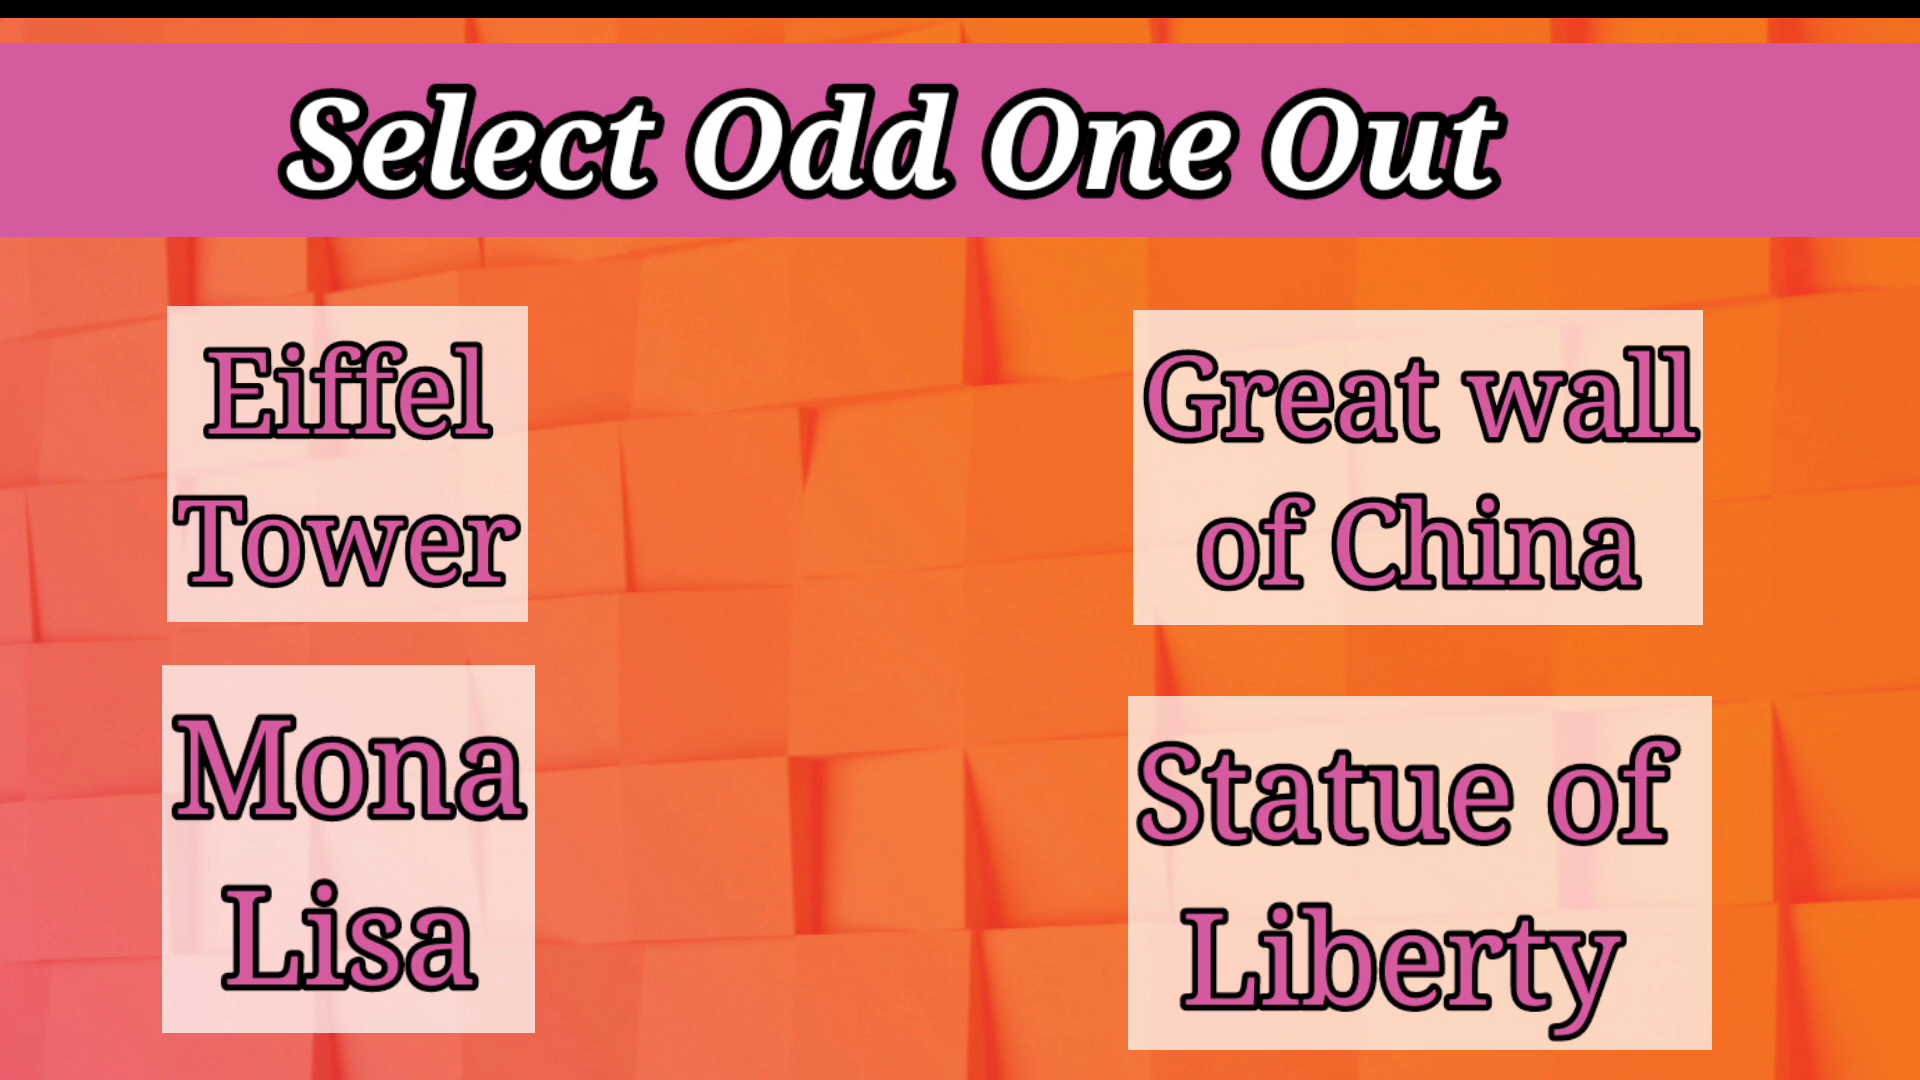 Select Odd One Out
Eiffel
Tower
Great wall
of China
Mona
Lisa
Statue of
Liberty